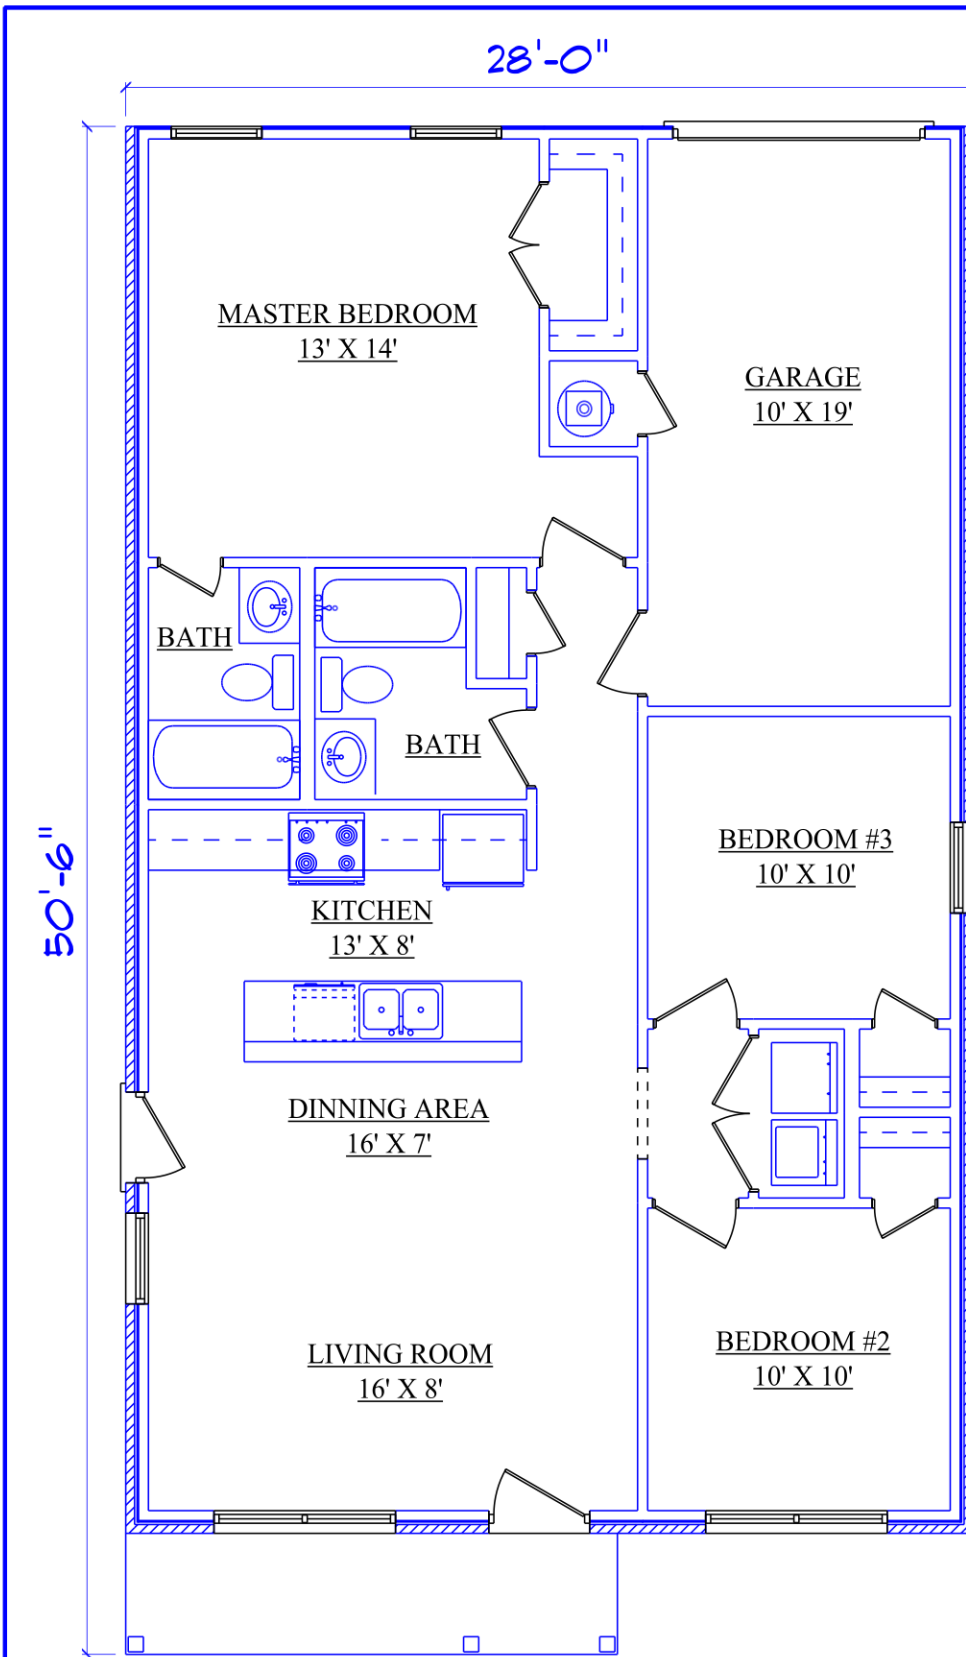 28'-0"
MASTER BEDROOM
13' X 14'
GARAGE
10' X 19'
BATH
BATH
50'-6"
BEDROOM #3
10' X 10'
KITCHEN
13' X 8'
DINNING AREA
16' X 7'
BEDROOM #2
10' X 10'
LIVING ROOM
16' X 8'